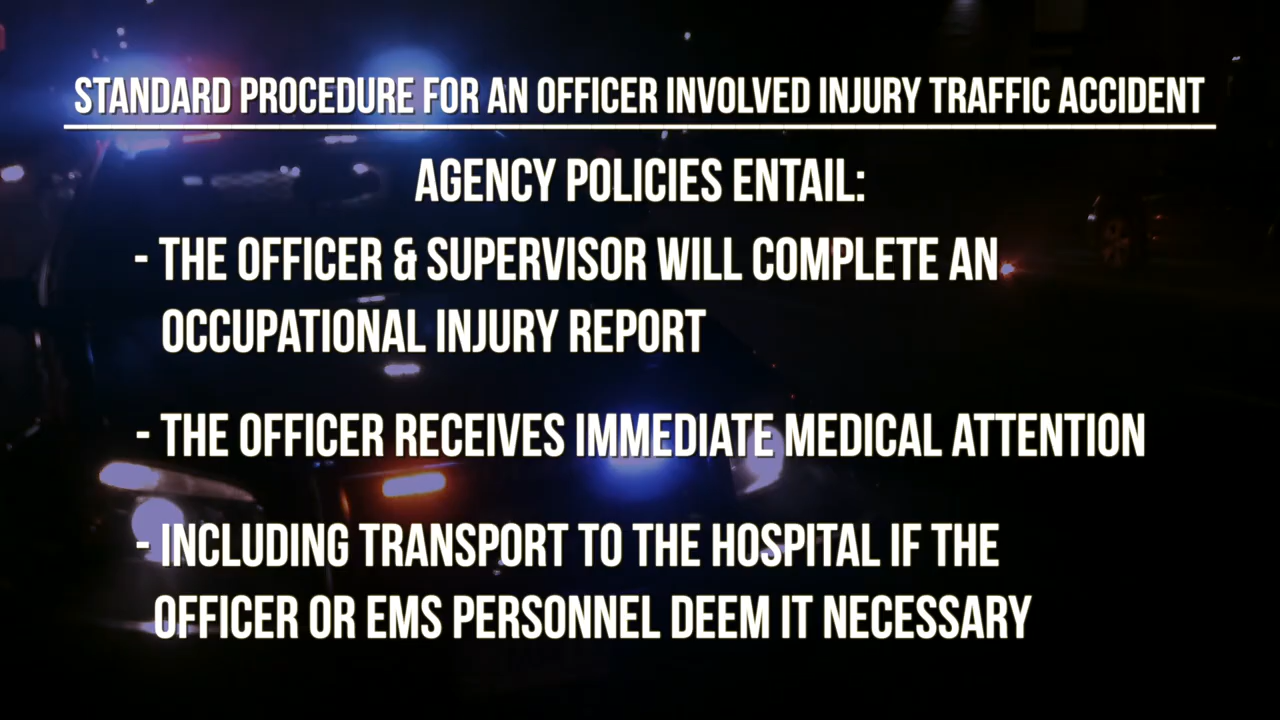 STANDARD PROCEDURE FOR AN OFFICER INVOLVED INJURY TRAFFIC ACCIDENT
AGENCY POLICIES ENTAIL:
- THE OFFICER & SUPERVISOR WILL COMPLETE AN
OCCUPATIONAL INJURY REPORT
- THE OFFICER RECEIVES IMMEDIATE MEDICAL ATTENTION
- INCLUDING TRANSPORT TO THE HOSPITAL IF THE
OFFICER OR EMS PERSONNEL DEEM IT NECESSARY